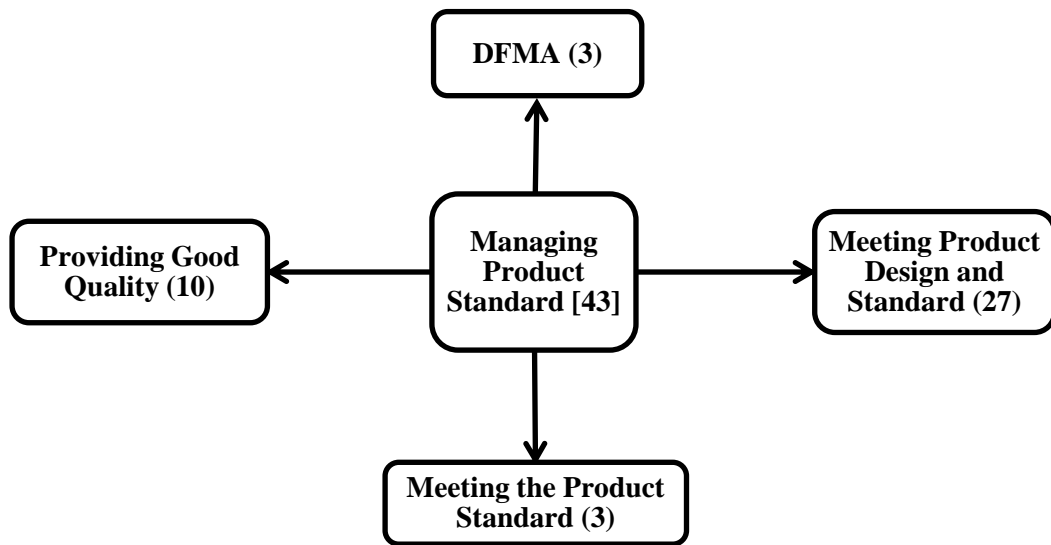 DFMA (3)
Providing Good
Quality (10)
Managing
Product
Standard [43]
Meeting Product
Design and
Standard (27)
Meeting the Product
Standard (3)